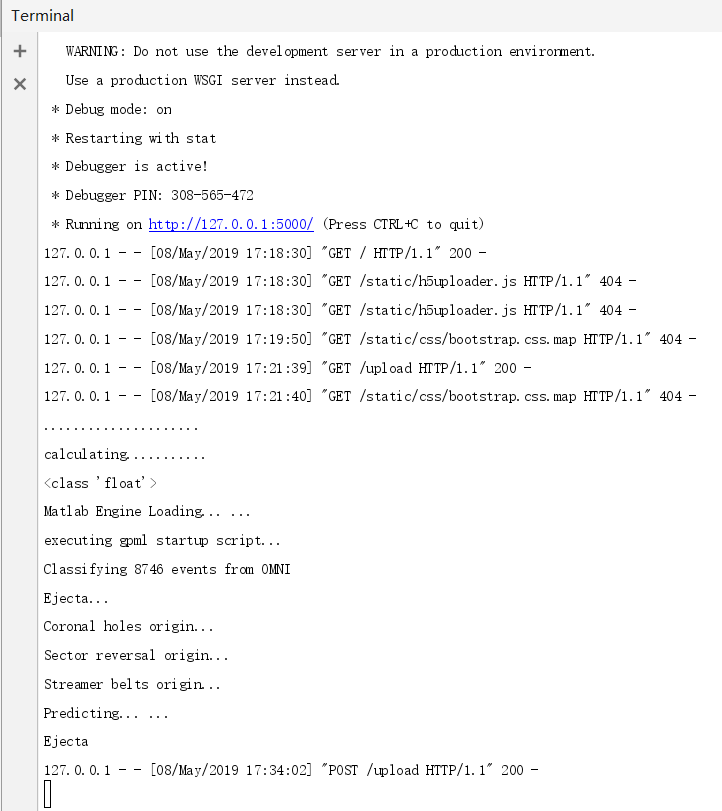 Terminal
WARNING: Do not use the development server in a production environment.
Use a production WSGI server instead.
* Debug mode: on
* Restarting with stat
* Debugger is active!
* Debugger PIN: 308-565-472
* Running on http://127.0.0.1:5000/ (Press CTRL+C to quit)
127.0.0.1 - - [08/May/2019 17:18:30] "GET / HTTP/1.1" 200 -
127.0.0.1 - - [08/May/2019 17:18:30] "GET /static/h5uploader.js HTTP/1.1" 404 -
127.0.0.1 - - [08/May/2019 17:18:30] "GET /static/h5uploader.js HTTP/1.1" 404 -
127.0.0.1 - - [08/May/2019 17:19:50] "GET /static/css/bootstrap.css.map HTTP/1.1" 404 -
127.0.0.1 - - [08/May/2019 17:21:39] "GET /upload HTTP/1.1" 200 -
127.0.0.1 - - [08/May/2019 17:21:40] "GET /static/css/bootstrap.css.map HTTP/1.1" 404 -
.....................
calculating...........
<class 'float'>
Matlab Engine Loading... ...
executing gpml startup script...
Classifying 8746 events from OMNI
Ejecta...
Coronal holes origin...
Sector reversal origin...
Streamer belts origin...
Predicting... ...
Ejecta
127.0.0.1 - - [08/May/2019 17:34:02] "POST /upload HTTP/1.1" 200 -